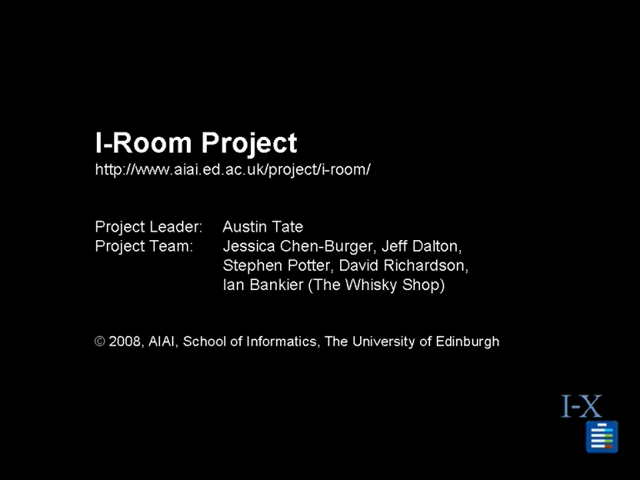 I-Room Project
http://www.aiai.ed.ac.uk/project/i-room/
Project Leader: Austin Tate
Project Team: Jessica Chen-Burger, Jeff Dalton,
Stephen Potter, David Richardson,
Ian Bankier (The Whisky Shop)
© 2008, AIAI, School of Informatics, The University of Edinburgh
I-X